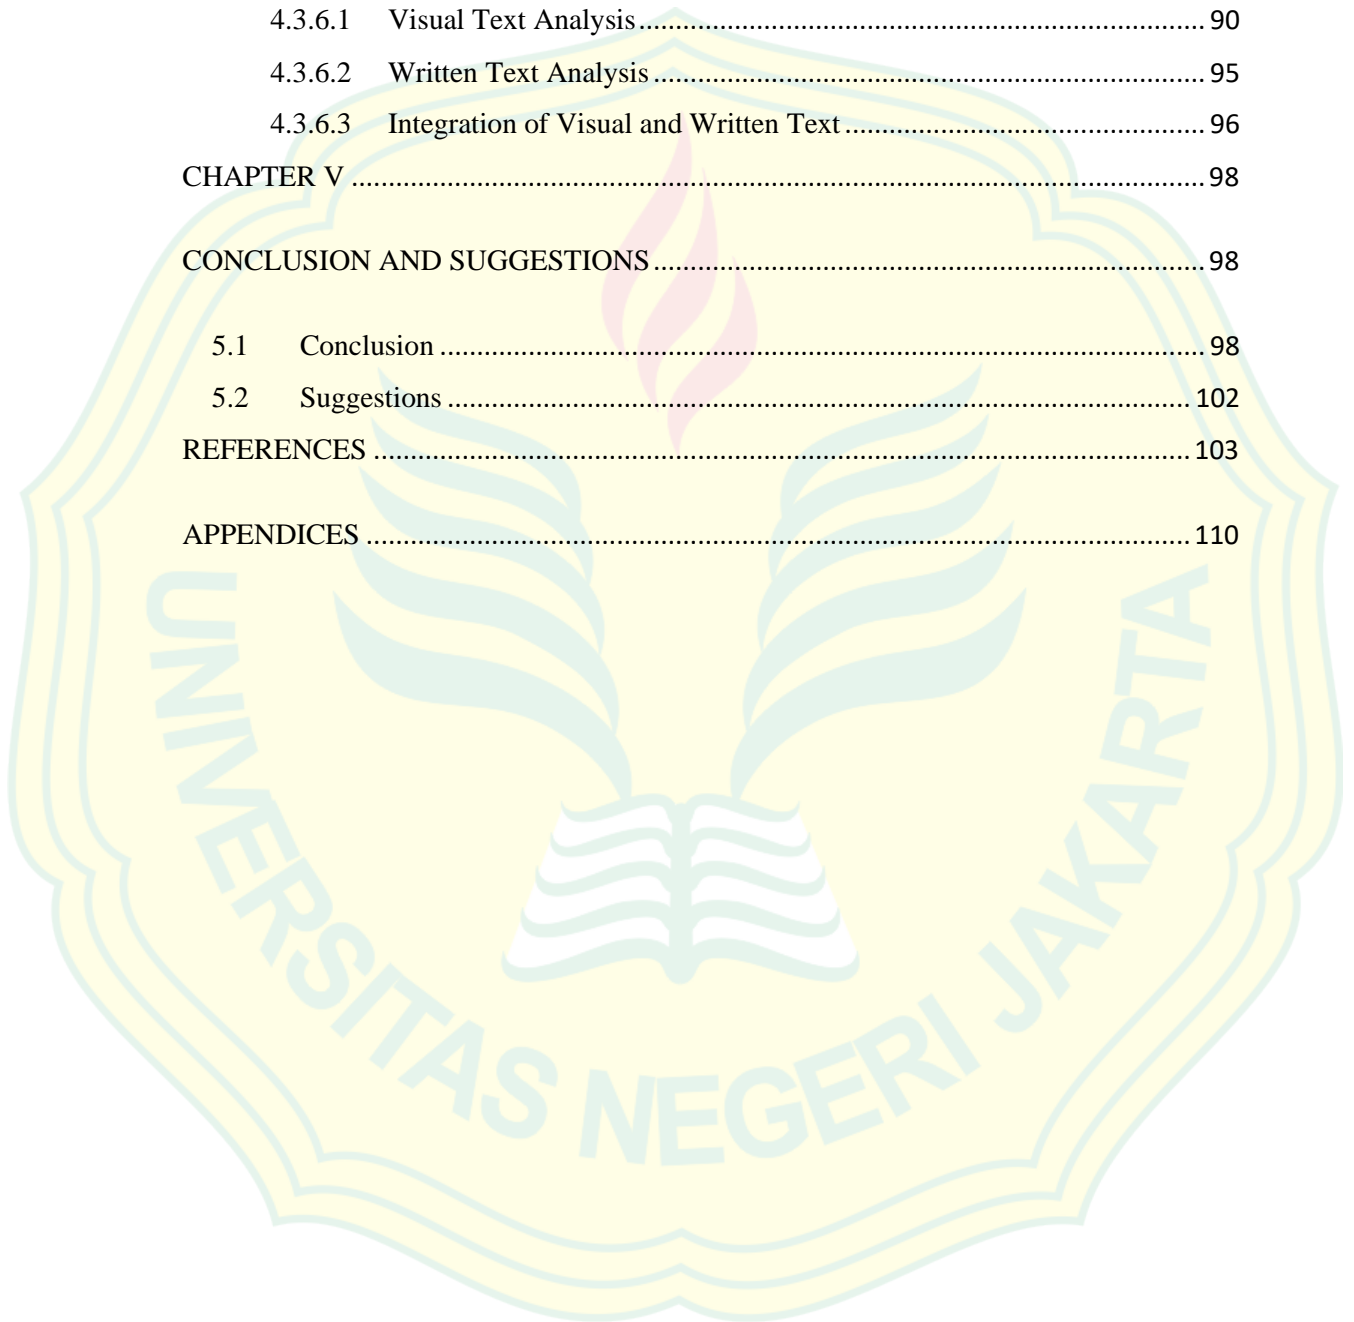 4.3.6.1 Visual Text Analysis ........ 90
4.3.6.2 Written Text Analysis ........ 95
4.3.6.3 Integration of Visual and Written Text ........ 96
CHAPTER V ........ 98
CONCLUSION AND SUGGESTIONS ........ 98
5.1 Conclusion ........ 98
5.2 Suggestions ........ 102
REFERENCES ........ 103
APPENDICES ........ 110
UNIVERSITAS NEGERI JAKARTA